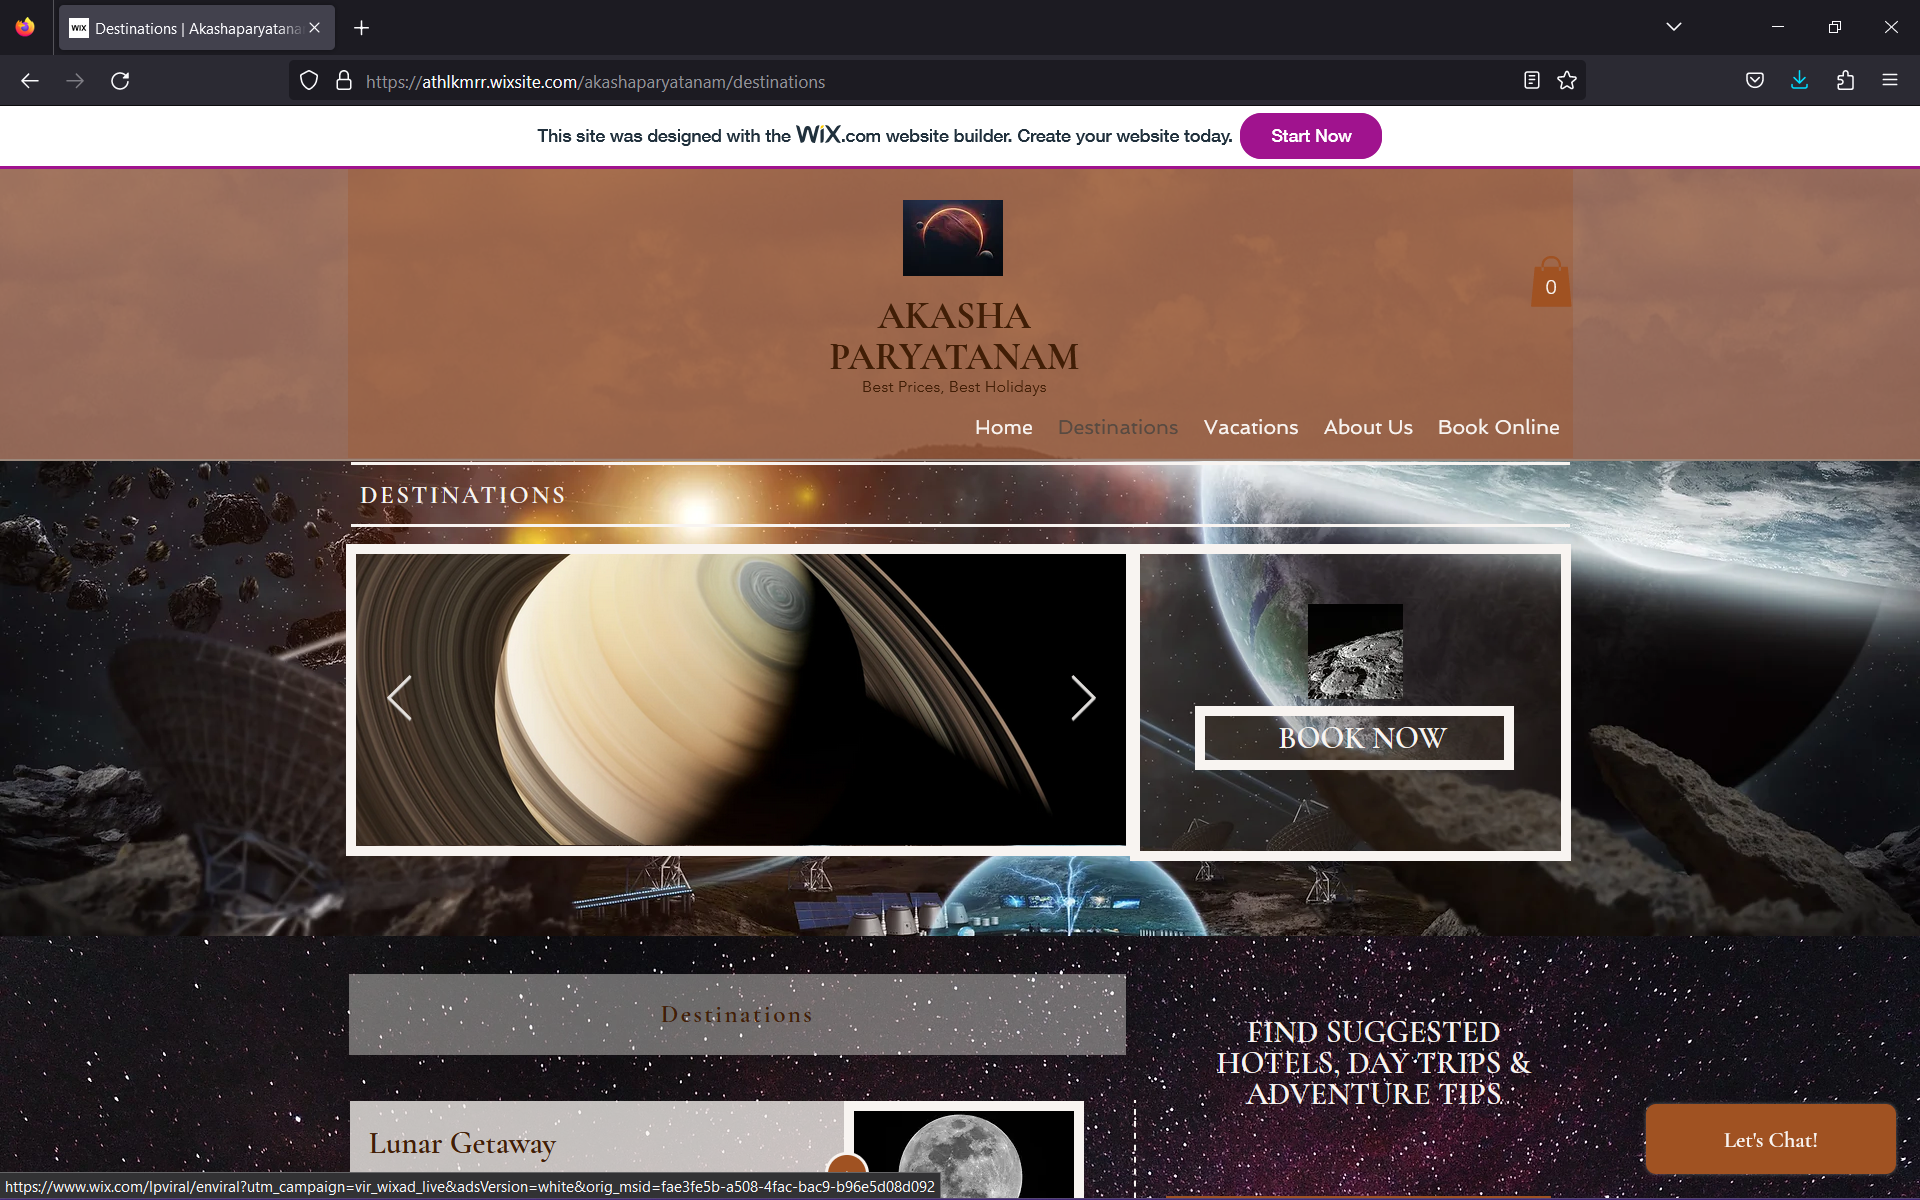 WiX
Destinations | Akashaparyatana
https://athlkmrr.wixsite.com/akashaparyatanam/destinations
This site was designed with the WiX.com website builder. Create your website today.
Start Now
0
AKASHA
PARYATANAM
Best Prices, Best Holidays
Home Destinations Vacations About Us Book Online
DESTINATIONS
BOOK NOW
Destinations
FIND SUGGESTED
HOTELS, DAY TRIPS &
ADVENTURE TIPS
Lunar Getaway
Let's Chat!
https://www.wix.com/lpviral/enviral?utm_campaign=vir_wixad_live&adsVersion=white&orig_msid=fae3fe5b-a508-4fac-bac9-b96e5d08d092